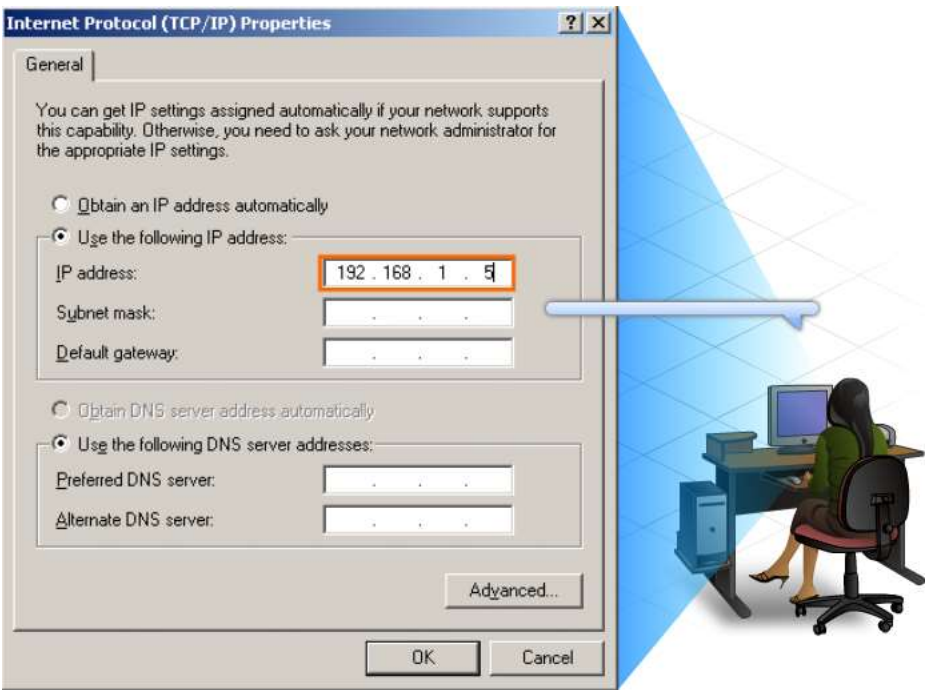 Internet Protocol (TCP/IP) Properties
General
You can get IP settings assigned automatically if your network supports
this capability. Otherwise, you need to ask your network administrator for
the appropriate IP settings.
Obtain an IP address automatically
Use the following IP address:
IP address: 192 . 168 . 1 . 5
Subnet mask: . . .
Default gateway: . . .
Obtain DNS server address automatically
Use the following DNS server addresses:
Preferred DNS server: . . .
Alternate DNS server: . . .
Advanced...
OK Cancel